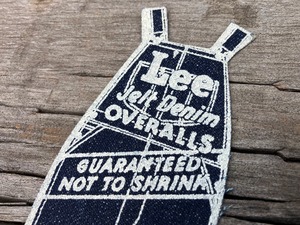 Lee
Jelt Denim
OVERALLS
GUARANTEED
NOT TO SHRINK